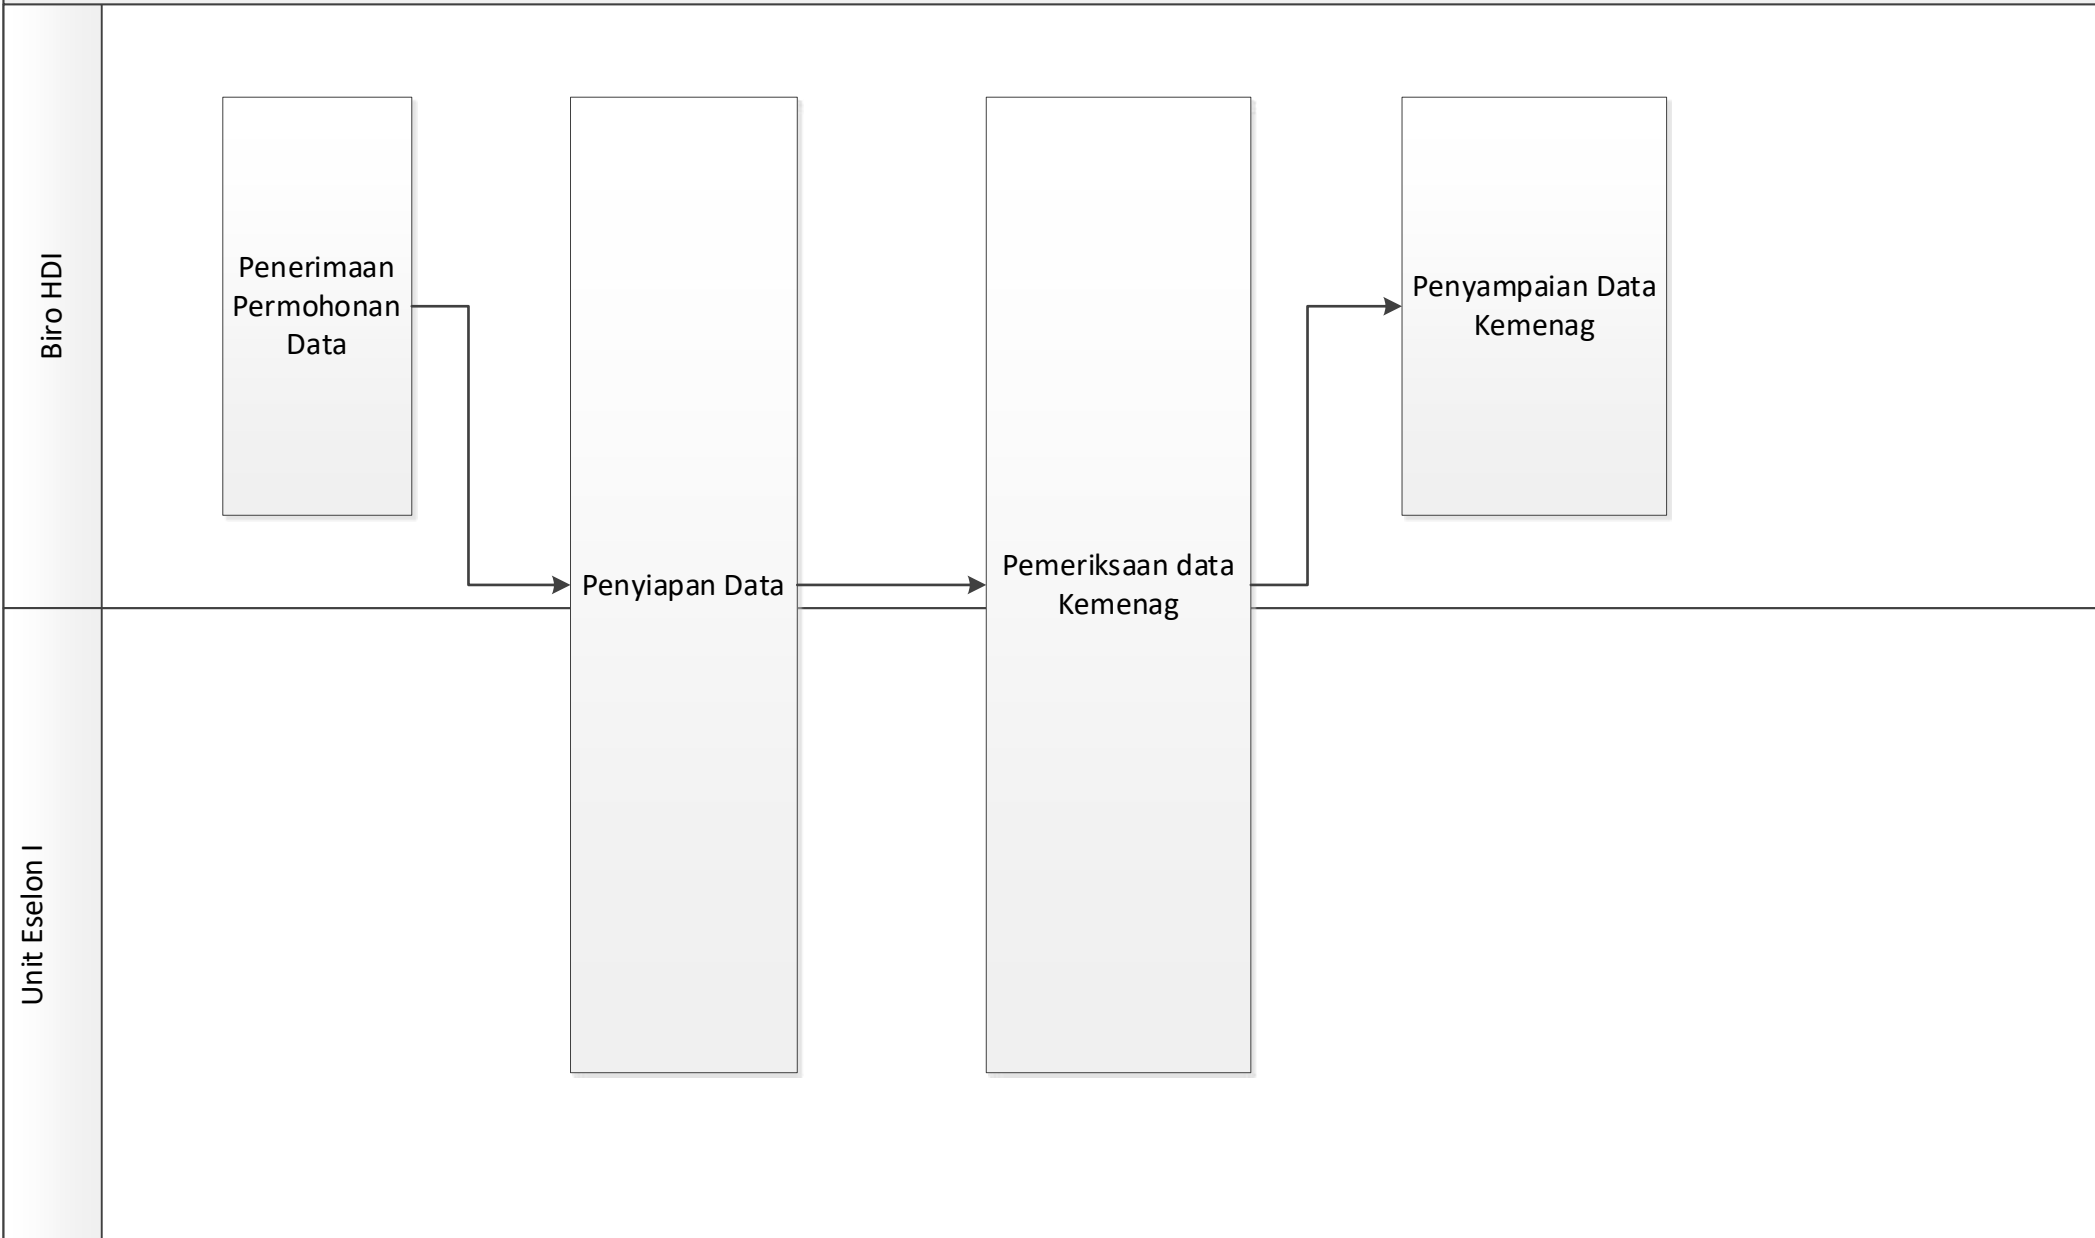 Biro HDI
Penerimaan
Permohonan
Data
Penyiapan Data
Pemeriksaan data
Kemenag
Penyampaian Data
Kemenag
Unit Eselon I